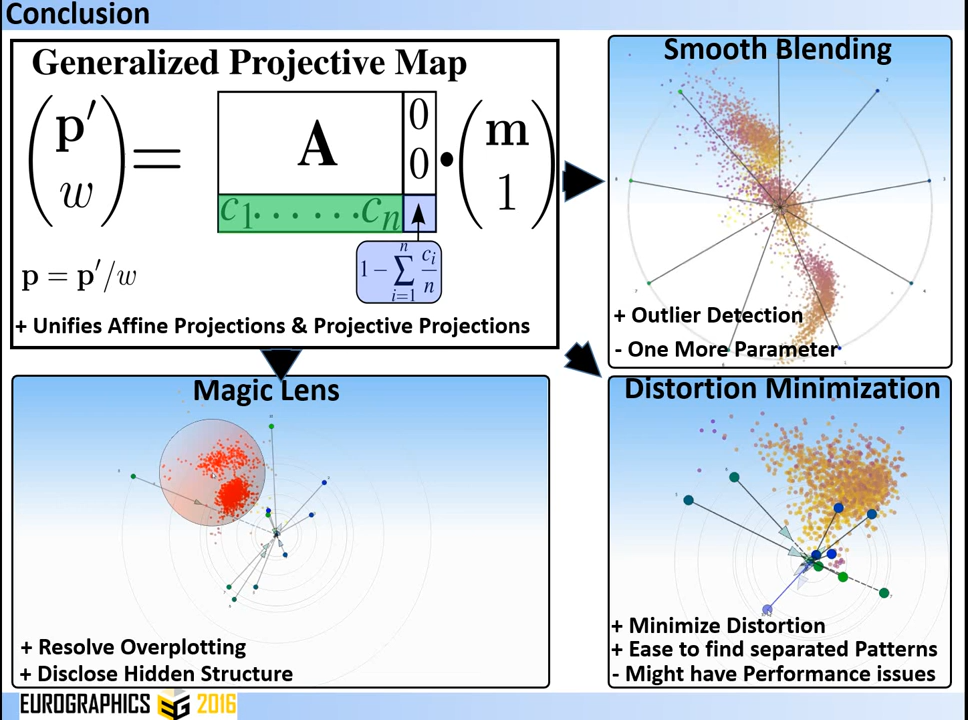 Conclusion
Generalized Projective Map
(p′ w) = A 0 0 • (m 1)
c1 . . . . . . cn
1 − ∑ i=1 n ci/n
p = p′/w
+ Unifies Affine Projections & Projective Projections
Smooth Blending
+ Outlier Detection
- One More Parameter
Magic Lens
+ Resolve Overplotting
+ Disclose Hidden Structure
Distortion Minimization
+ Minimize Distortion
+ Ease to find separated Patterns
- Might have Performance issues
EUROGRAPHICS EG 2016